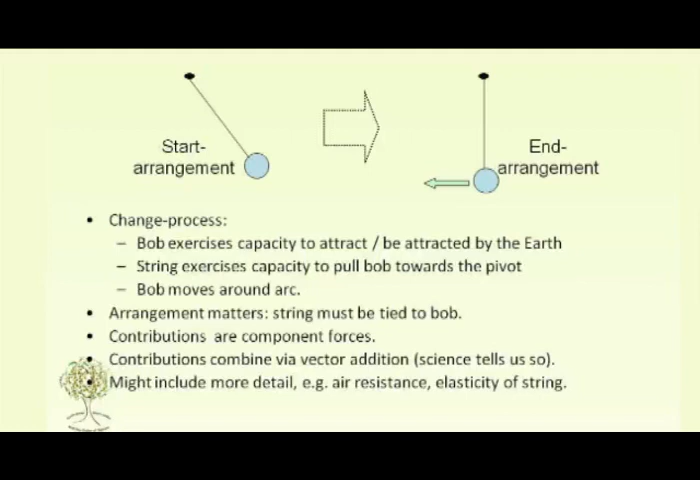 Start-
arrangement
End-
arrangement
• Change-process:
– Bob exercises capacity to attract / be attracted by the Earth
– String exercises capacity to pull bob towards the pivot
– Bob moves around arc.
• Arrangement matters: string must be tied to bob.
• Contributions are component forces.
• Contributions combine via vector addition (science tells us so).
• Might include more detail, e.g. air resistance, elasticity of string.